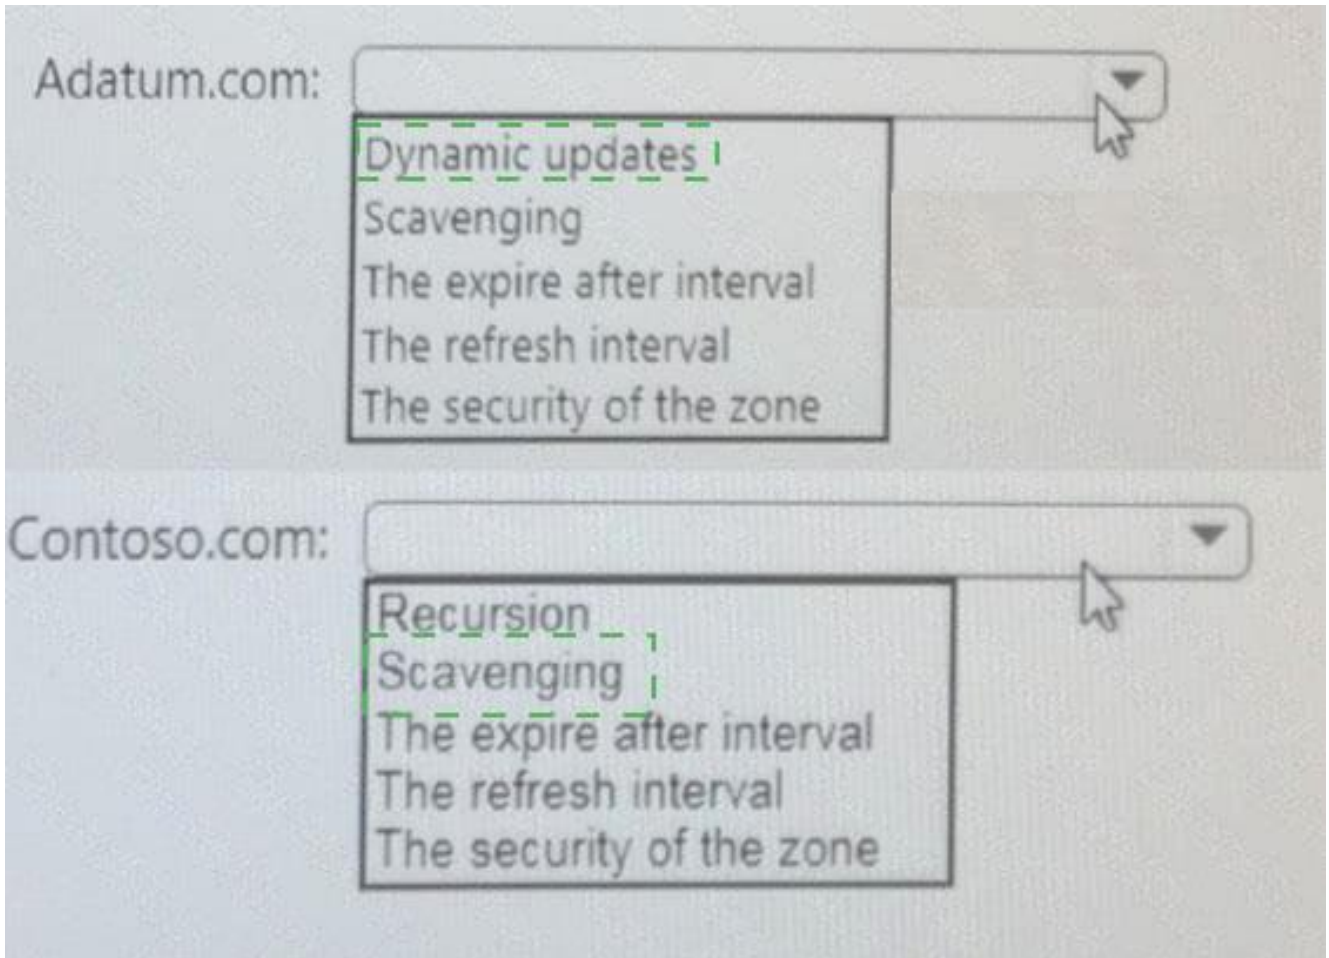 Adatum.com:
Dynamic updates
Scavenging
The expire after interval
The refresh interval
The security of the zone
Contoso.com:
Recursion
Scavenging
The expire after interval
The refresh interval
The security of the zone